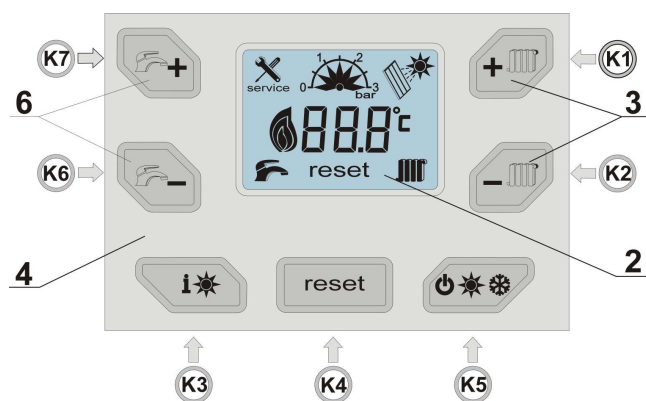 K7
+
service
0 1 2 3
bar
+
K1
6
3
88.8°c
K6
−
reset
−
K2
4
2
i
reset
K3
K4
K5